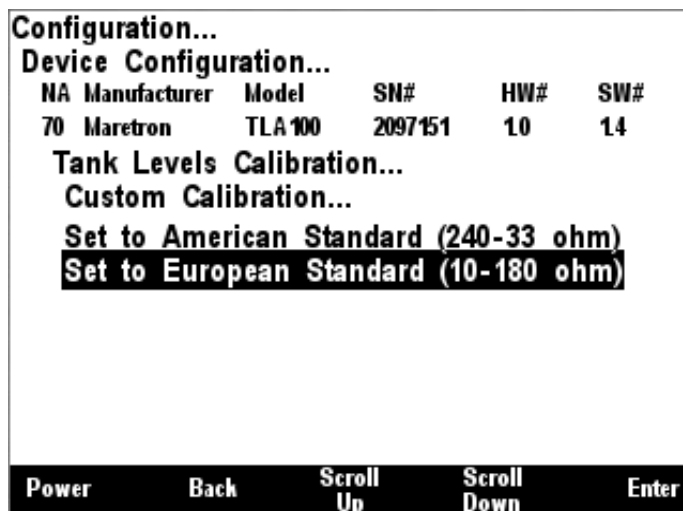 Configuration...
Device Configuration...
NA Manufacturer Model SN# HW# SW#
70 Maretron TLA100 2097151 1.0 1.4
Tank Levels Calibration...
Custom Calibration...
Set to American Standard (240-33 ohm)
Set to European Standard (10-180 ohm)
Power Back Scroll Up Scroll Down Enter